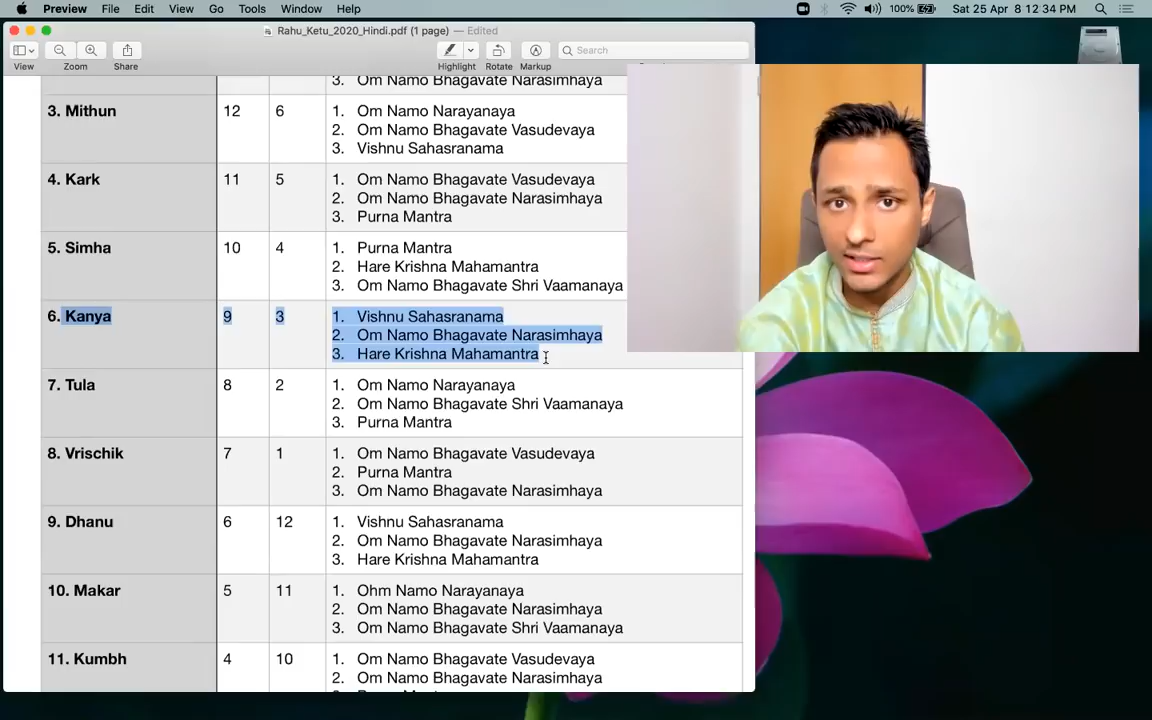 Preview File Edit View Go Tools Window Help 100% Sat 25 Apr 8 12:34 PM
Rahu_Ketu_2020_Hindi.pdf (1 page) — Edited
Search
View Zoom Share Highlight Rotate Markup
3. Om Namo Bhagavate Narasimhaya
3. Mithun 12 6 1. Om Namo Narayanaya
2. Om Namo Bhagavate Vasudevaya
3. Vishnu Sahasranama
4. Kark 11 5 1. Om Namo Bhagavate Vasudevaya
2. Om Namo Bhagavate Narasimhaya
3. Purna Mantra
5. Simha 10 4 1. Purna Mantra
2. Hare Krishna Mahamantra
3. Om Namo Bhagavate Shri Vaamanaya
6. Kanya 9 3 1. Vishnu Sahasranama
2. Om Namo Bhagavate Narasimhaya
3. Hare Krishna Mahamantra
7. Tula 8 2 1. Om Namo Narayanaya
2. Om Namo Bhagavate Shri Vaamanaya
3. Purna Mantra
8. Vrischik 7 1 1. Om Namo Bhagavate Vasudevaya
2. Purna Mantra
3. Om Namo Bhagavate Narasimhaya
9. Dhanu 6 12 1. Vishnu Sahasranama
2. Om Namo Bhagavate Narasimhaya
3. Hare Krishna Mahamantra
10. Makar 5 11 1. Ohm Namo Narayanaya
2. Om Namo Bhagavate Narasimhaya
3. Om Namo Bhagavate Shri Vaamanaya
11. Kumbh 4 10 1. Om Namo Bhagavate Vasudevaya
2. Om Namo Bhagavate Narasimhaya